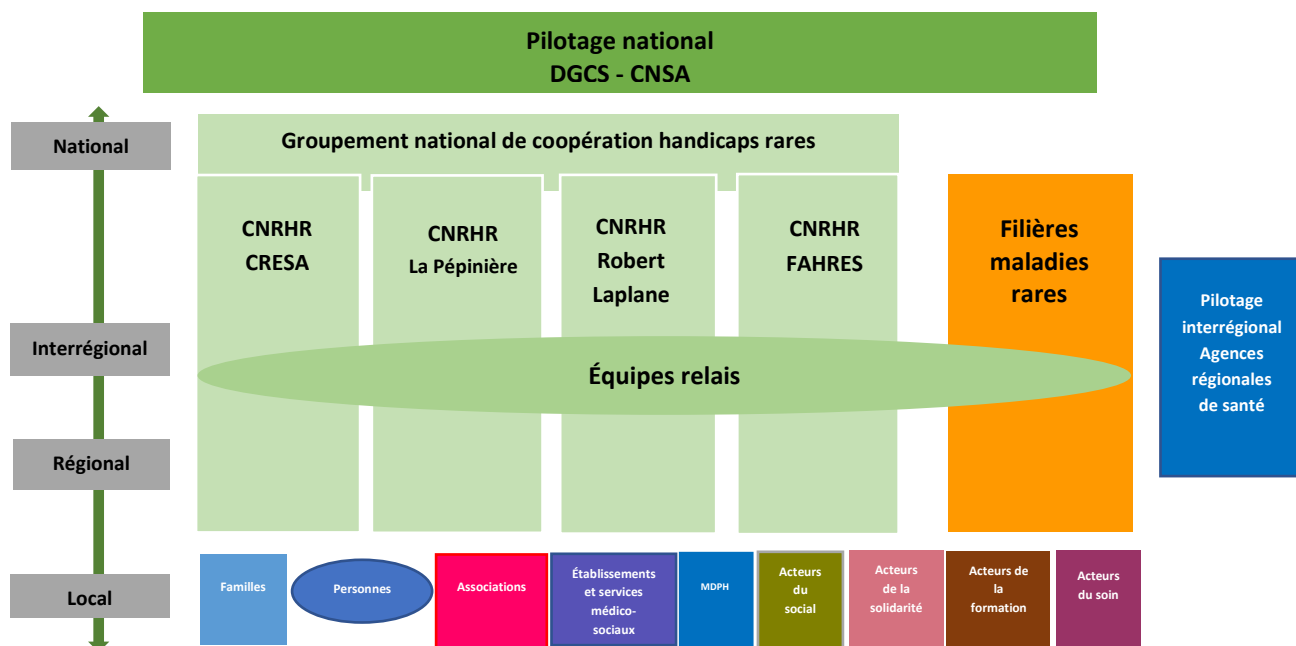 Pilotage national
DGCS - CNSA
National
Groupement national de coopération handicaps rares
CNRHR
CRESA
CNRHR
La Pépinière
CNRHR
Robert
Laplane
CNRHR
FAHRES
Filières
maladies
rares
Pilotage
interrégional
Agences
régionales
de santé
Interrégional
Équipes relais
Régional
Local
Familles
Personnes
Associations
Établissements
et services
médico-
sociaux
MDPH
Acteurs
du
social
Acteurs
de la
solidarité
Acteurs de
la
formation
Acteurs
du soin